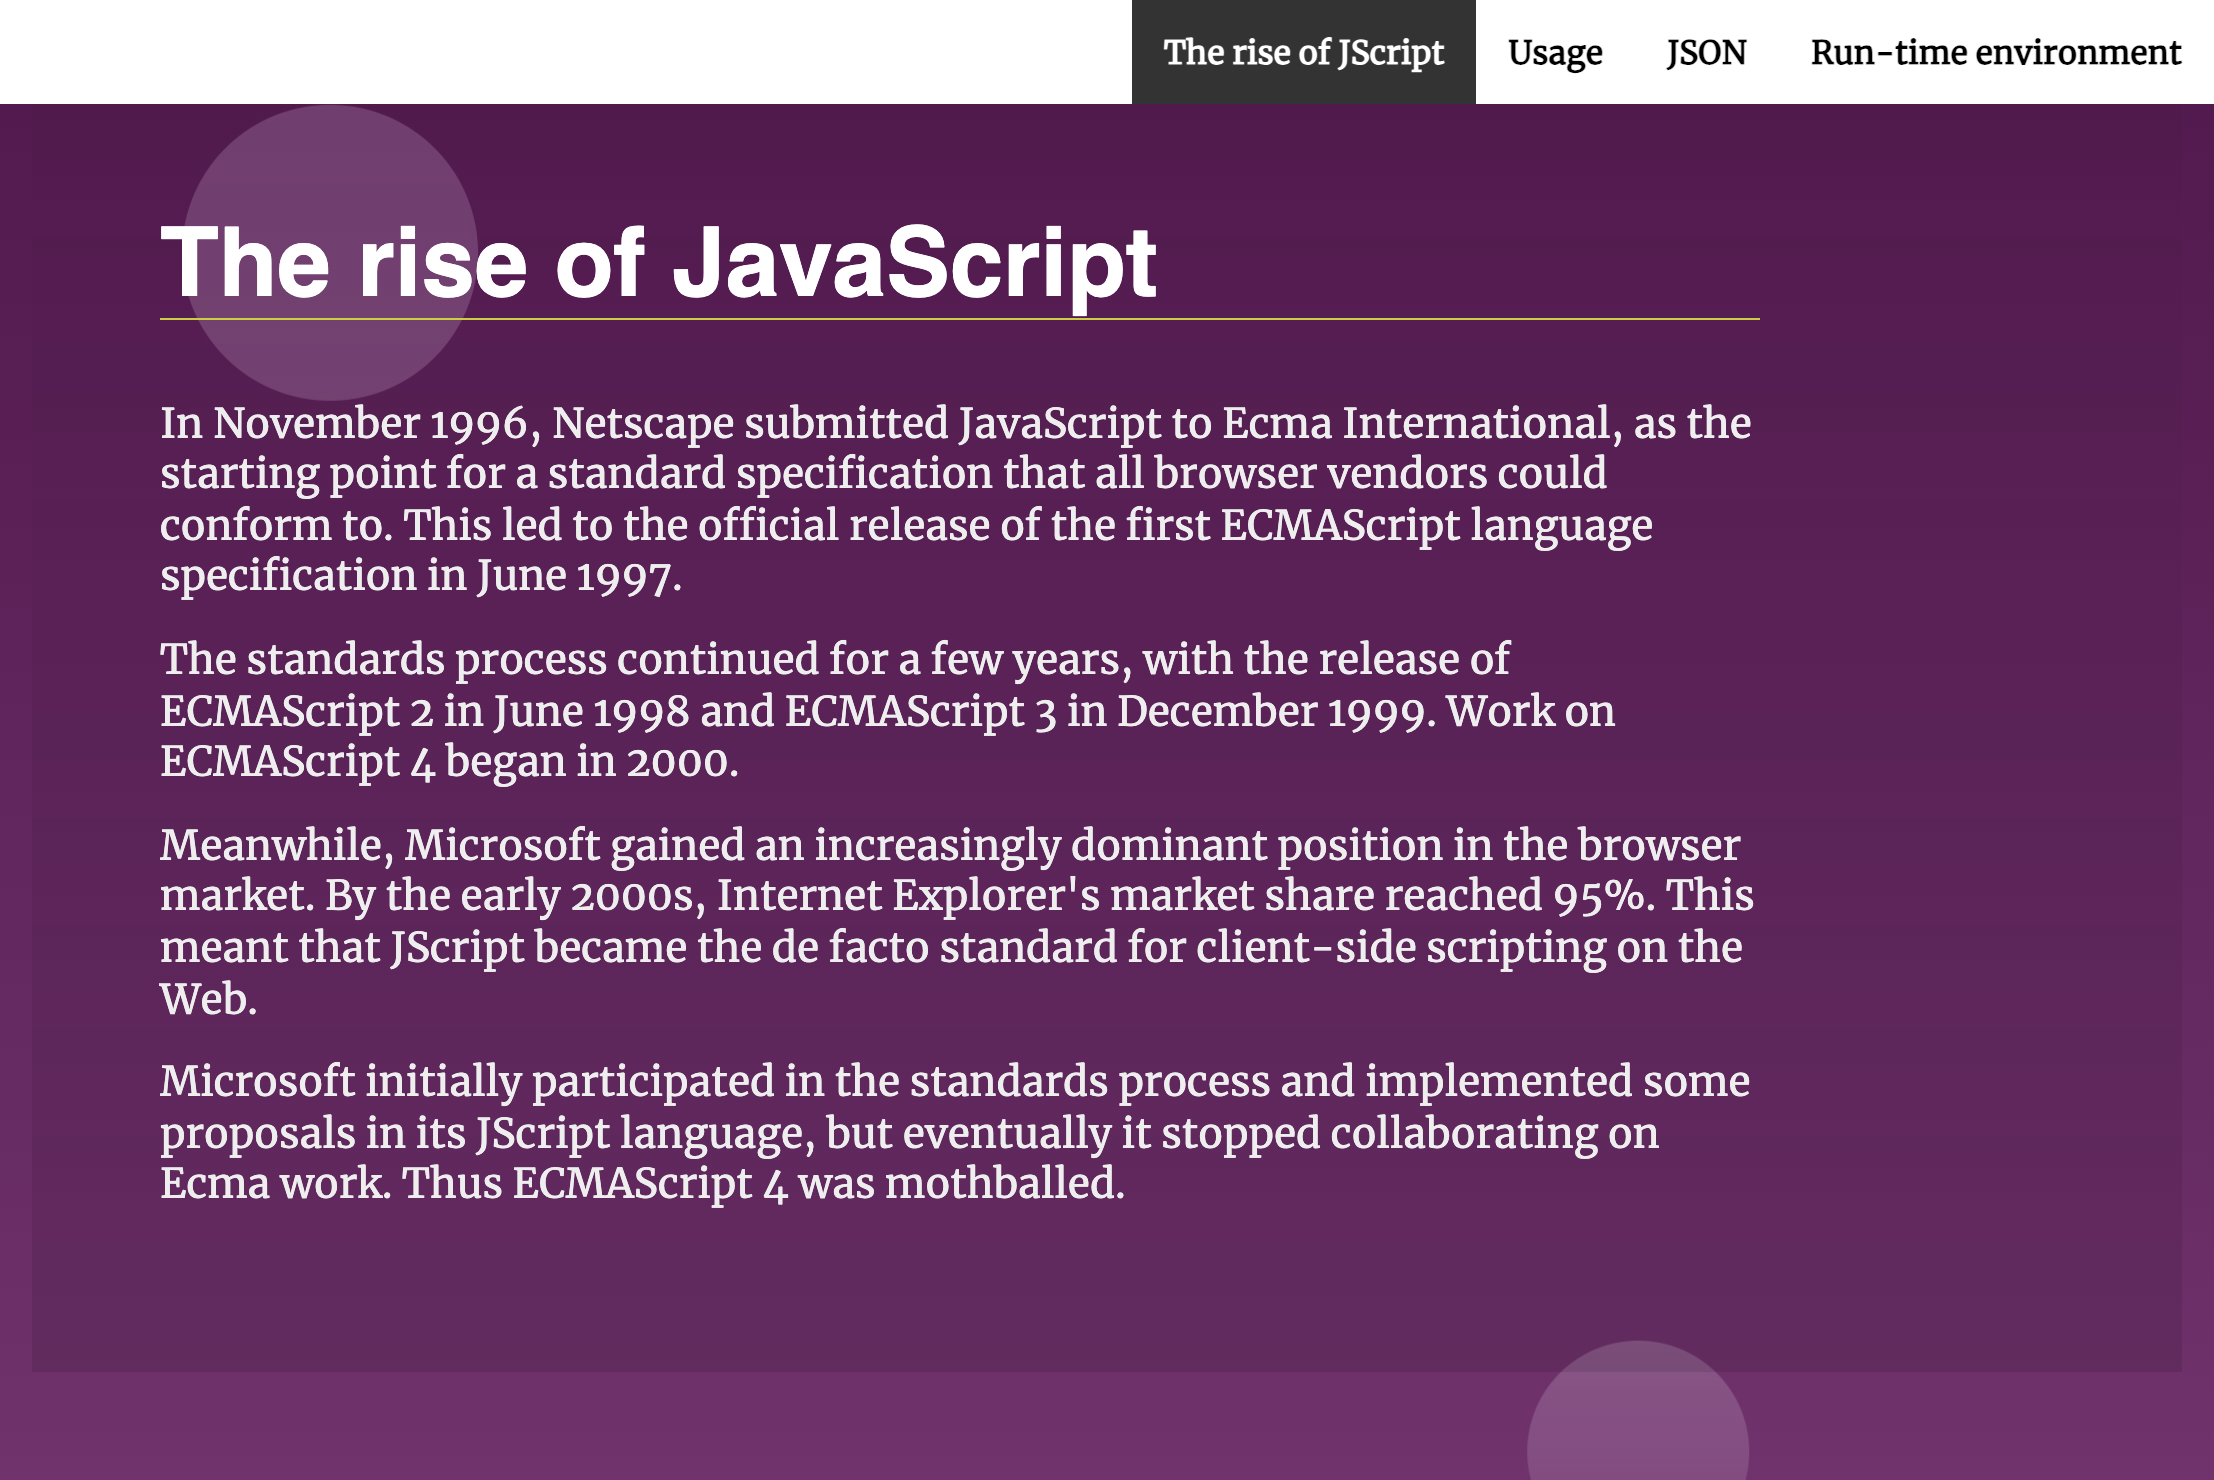 The rise of JScript Usage JSON Run-time environment
The rise of JavaScript
In November 1996, Netscape submitted JavaScript to Ecma International, as the
starting point for a standard specification that all browser vendors could
conform to. This led to the official release of the first ECMAScript language
specification in June 1997.
The standards process continued for a few years, with the release of
ECMAScript 2 in June 1998 and ECMAScript 3 in December 1999. Work on
ECMAScript 4 began in 2000.
Meanwhile, Microsoft gained an increasingly dominant position in the browser
market. By the early 2000s, Internet Explorer's market share reached 95%. This
meant that JScript became the de facto standard for client-side scripting on the
Web.
Microsoft initially participated in the standards process and implemented some
proposals in its JScript language, but eventually it stopped collaborating on
Ecma work. Thus ECMAScript 4 was mothballed.